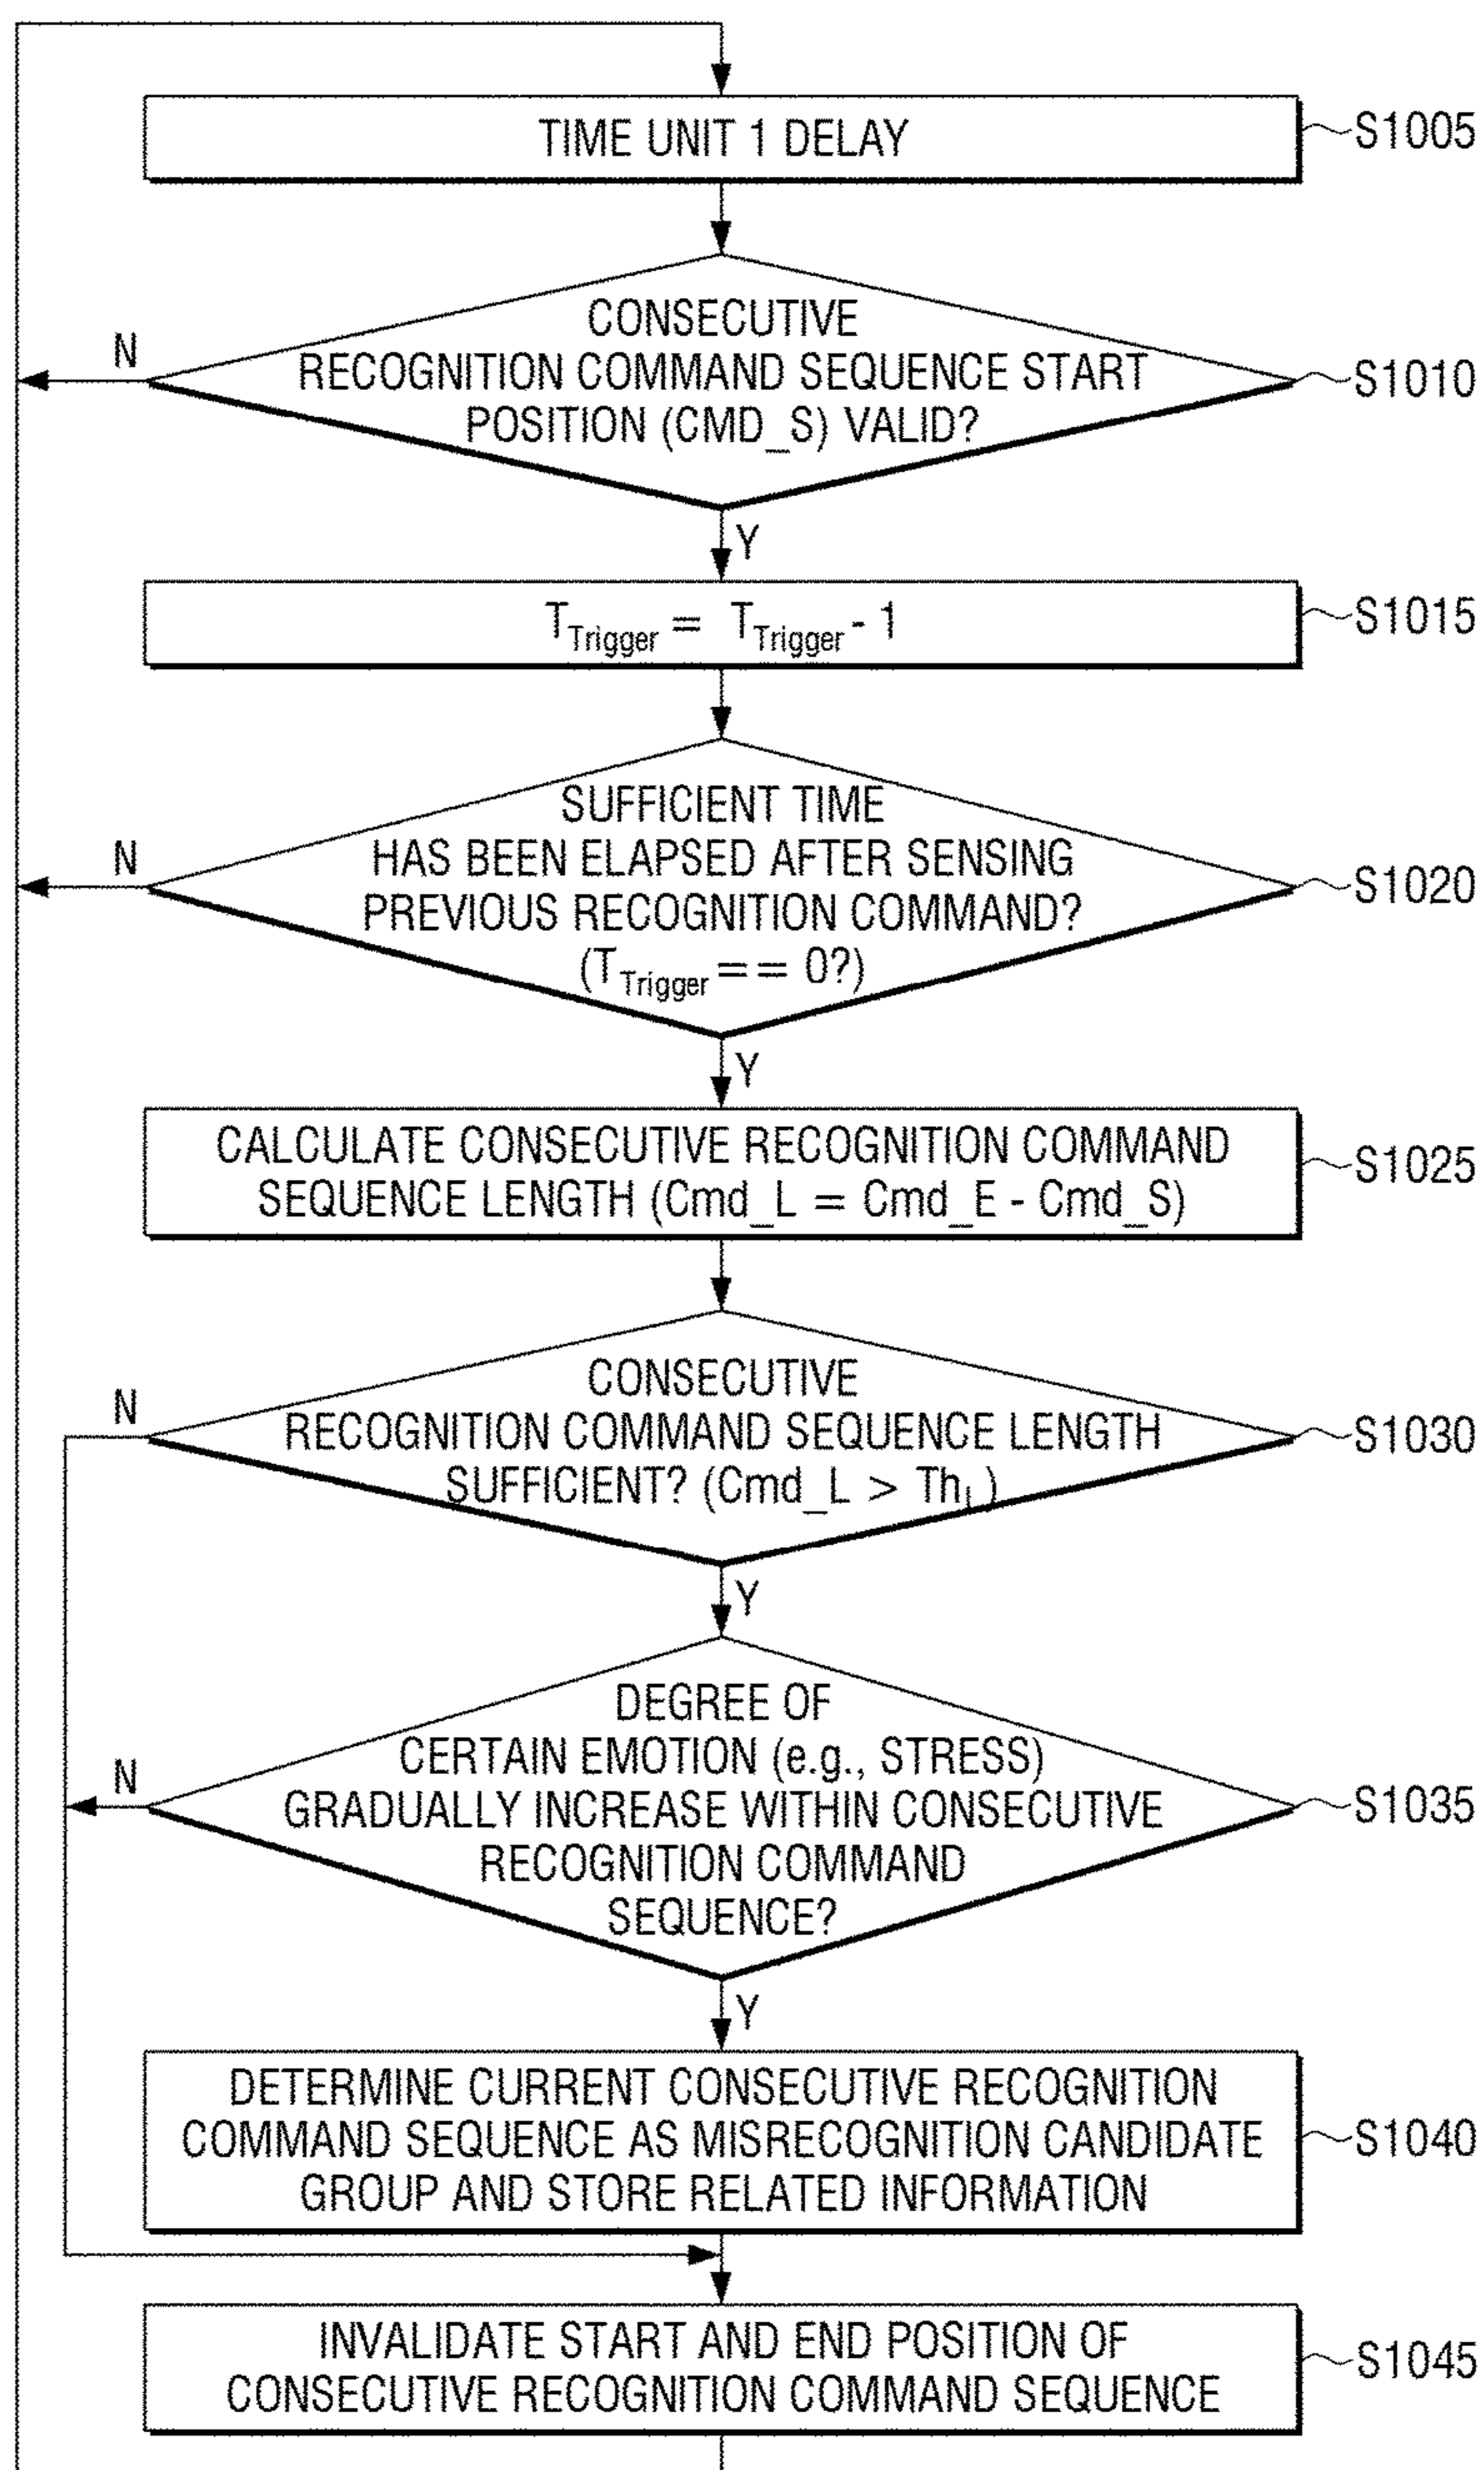 TIME UNIT 1 DELAY
S1005
CONSECUTIVE
RECOGNITION COMMAND SEQUENCE START
POSITION (CMD_S) VALID?
N
S1010
Y
T Trigger = T Trigger - 1
S1015
SUFFICIENT TIME
HAS BEEN ELAPSED AFTER SENSING
PREVIOUS RECOGNITION COMMAND?
(T Trigger == 0?)
N
S1020
Y
CALCULATE CONSECUTIVE RECOGNITION COMMAND
SEQUENCE LENGTH (Cmd_L = Cmd_E - Cmd_S)
S1025
CONSECUTIVE
RECOGNITION COMMAND SEQUENCE LENGTH
SUFFICIENT? (Cmd_L > Th L)
N
S1030
Y
DEGREE OF
CERTAIN EMOTION (e.g., STRESS)
GRADUALLY INCREASE WITHIN CONSECUTIVE
RECOGNITION COMMAND
SEQUENCE?
N
S1035
Y
DETERMINE CURRENT CONSECUTIVE RECOGNITION
COMMAND SEQUENCE AS MISRECOGNITION CANDIDATE
GROUP AND STORE RELATED INFORMATION
S1040
INVALIDATE START AND END POSITION OF
CONSECUTIVE RECOGNITION COMMAND SEQUENCE
S1045